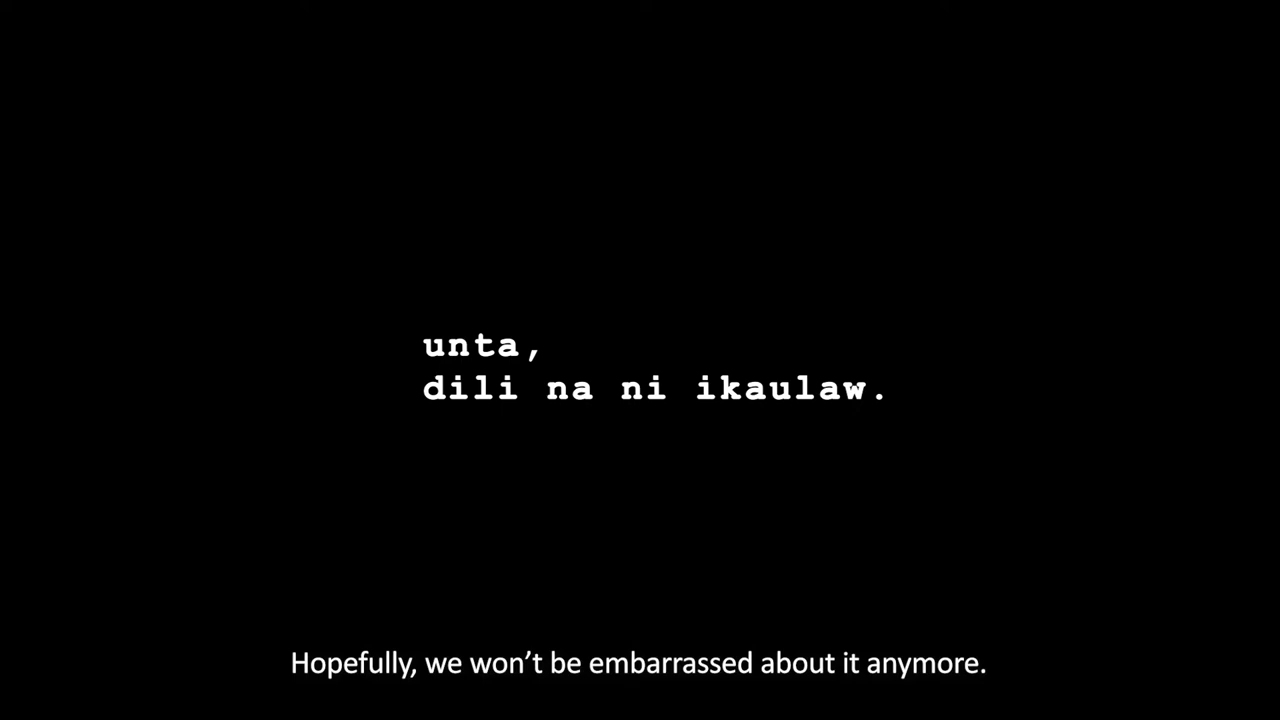 unta,
dili na ni ikaulaw.
Hopefully, we won’t be embarrassed about it anymore.